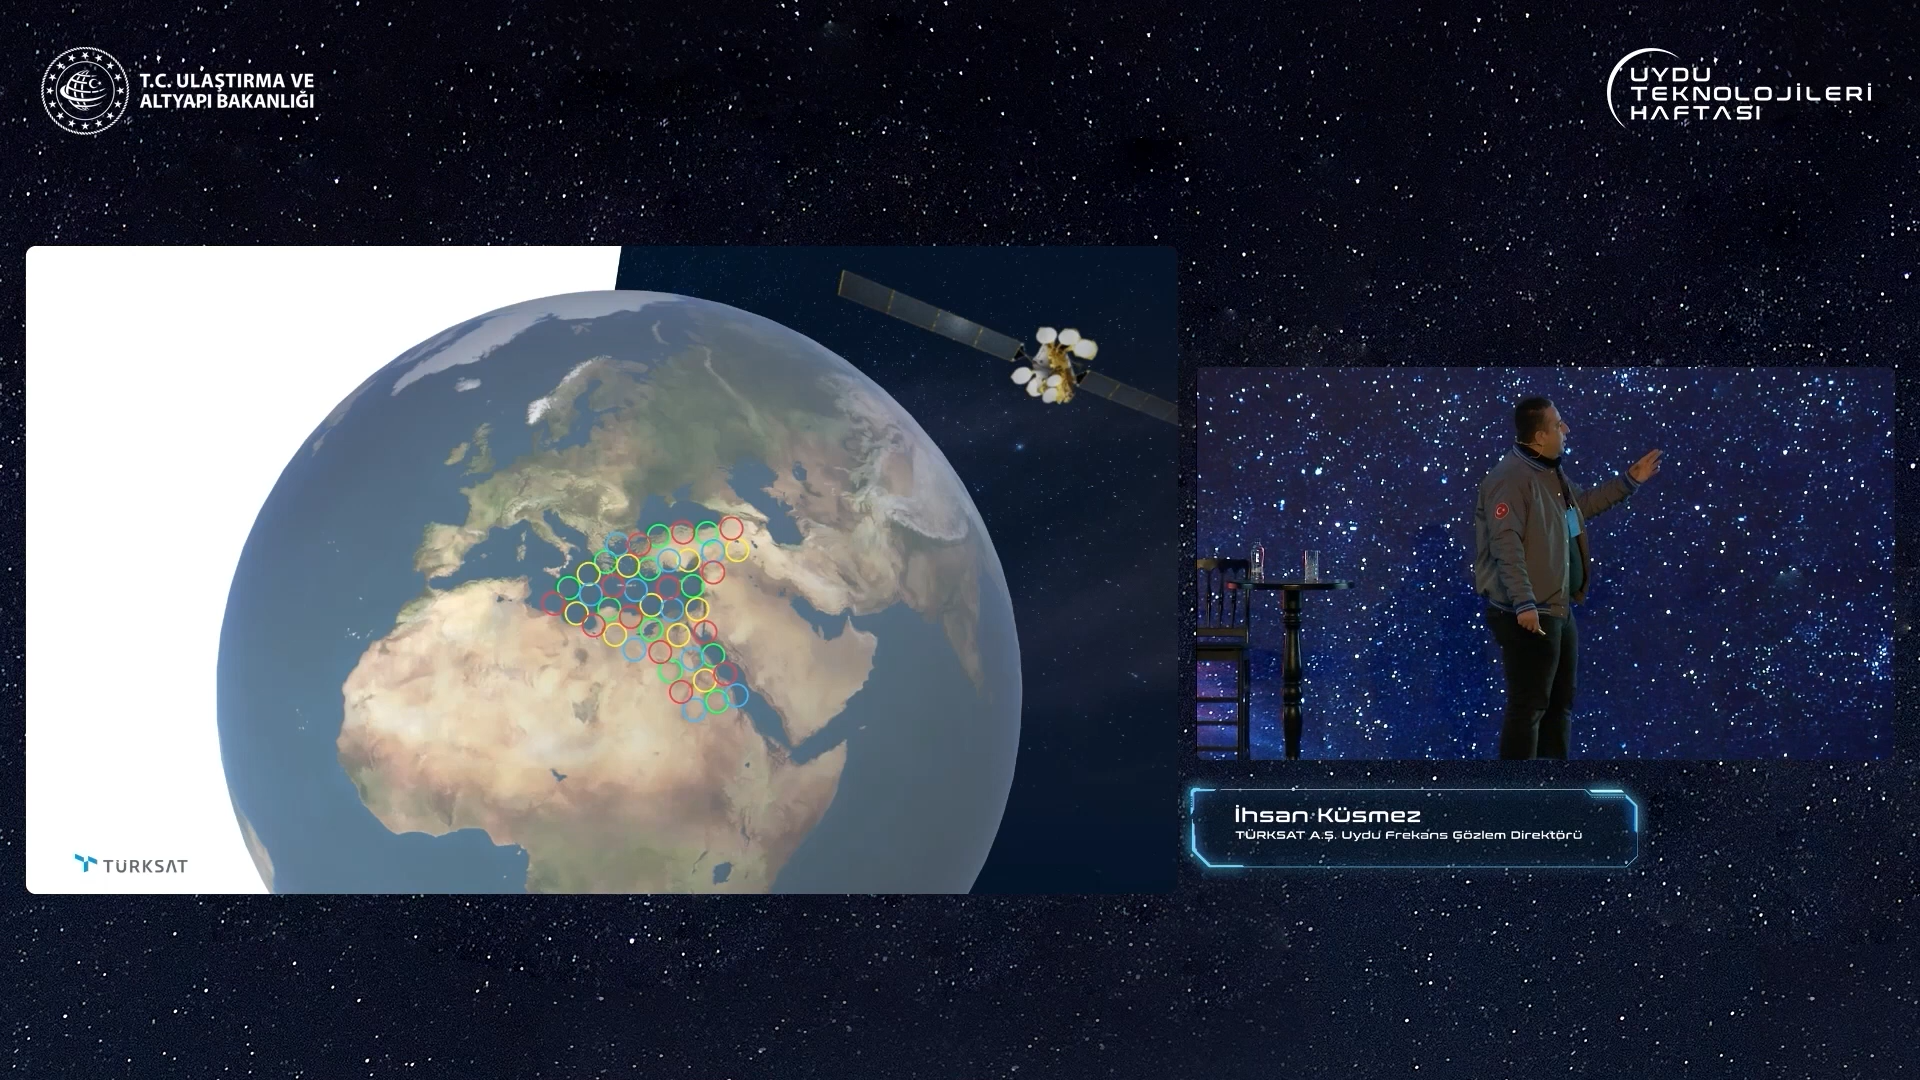 T.C. ULAŞTIRMA VE
ALTYAPI BAKANLIĞI
UYDU
TEKNOLOJİLERİ
HAFTASI
TÜRKSAT
İhsan Küsmez
TÜRKSAT A.Ş. Uydu Frekans Gözlem Direktörü